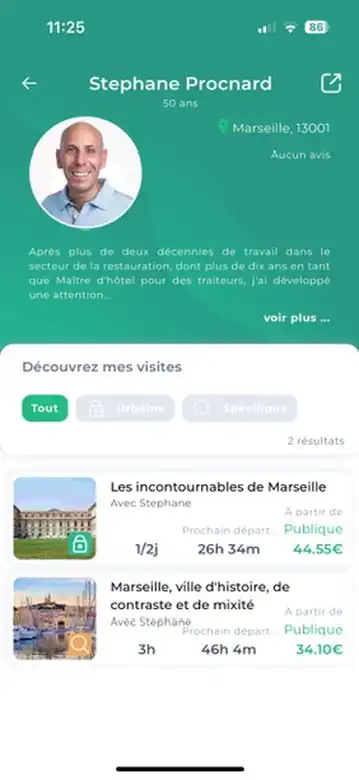 11:25
86
Stephane Procnard
50 ans
Marseille, 13001
Aucun avis
Après plus de deux décennies de travail dans le
secteur de la restauration, dont plus de dix ans en tant
que Maître d'hôtel pour des traiteurs, j'ai développé
une attention...
voir plus ...
Découvrez mes visites
Tout
Urbaine
Spécifique
2 résultats
Les incontournables de Marseille
Avec Stephane
À partir de
Prochain départ :
Publique
1/2j
26h 34m
44.55€
Marseille, ville d'histoire, de
contraste et de mixité
À partir de
Avec Stéphane
Prochain départ :
Publique
3h
46h 4m
34.10€